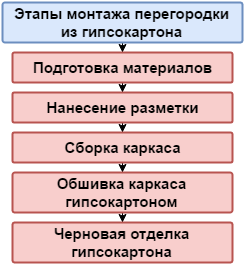 Этапы монтажа перегородки
из гипсокартона
Подготовка материалов
Нанесение разметки
Сборка каркаса
Обшивка каркаса
гипсокартоном
Черновая отделка
гипсокартона